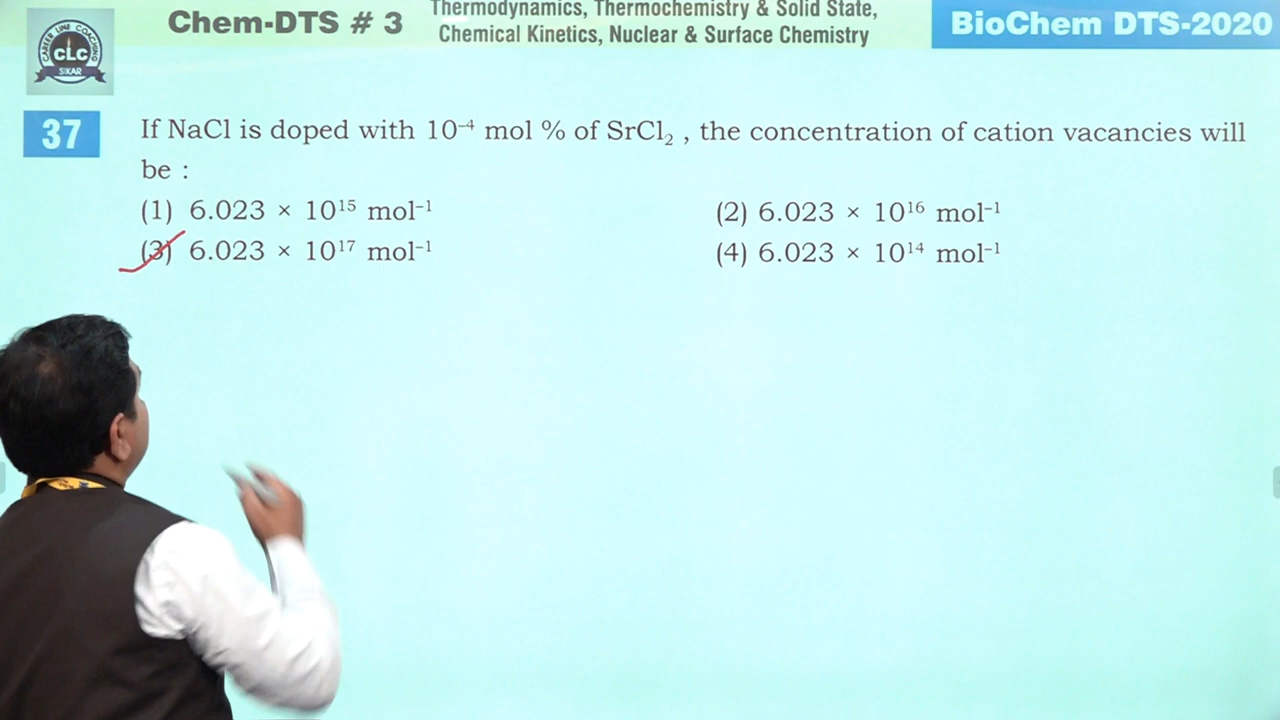 Chem-DTS # 3
Thermodynamics, Thermochemistry & Solid State,
Chemical Kinetics, Nuclear & Surface Chemistry
BioChem DTS-2020
CAREER LINE COACHING
CLC
SIKAR
37
If NaCl is doped with 10⁻⁴ mol % of SrCl₂ , the concentration of cation vacancies will
be :
(1) 6.023 × 10¹⁵ mol⁻¹
(2) 6.023 × 10¹⁶ mol⁻¹
(3) 6.023 × 10¹⁷ mol⁻¹
(4) 6.023 × 10¹⁴ mol⁻¹